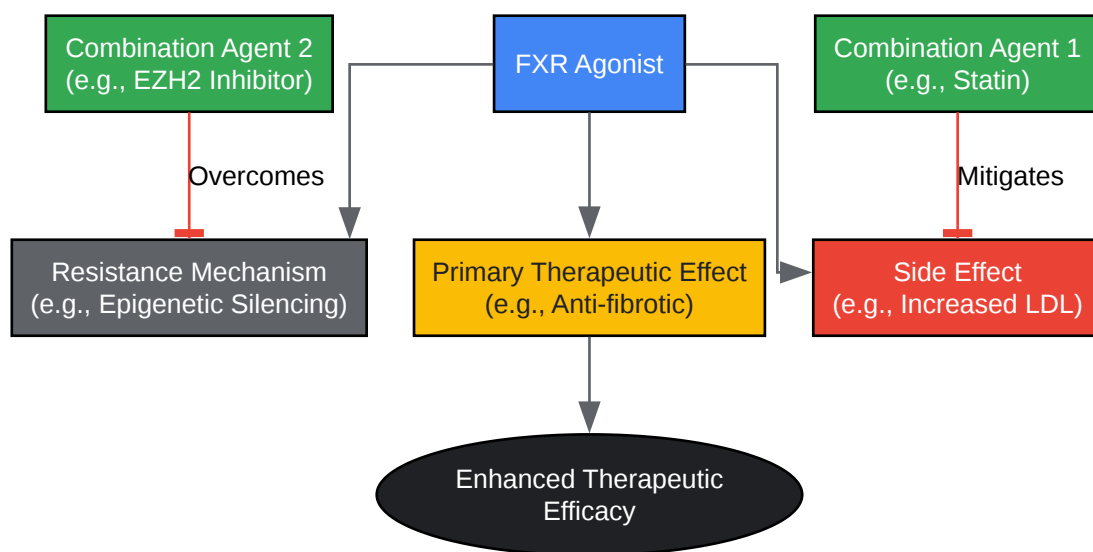 Combination Agent 2
(e.g., EZH2 Inhibitor)
FXR Agonist
Combination Agent 1
(e.g., Statin)
Overcomes
Mitigates
Resistance Mechanism
(e.g., Epigenetic Silencing)
Primary Therapeutic Effect
(e.g., Anti-fibrotic)
Side Effect
(e.g., Increased LDL)
Enhanced Therapeutic
Efficacy